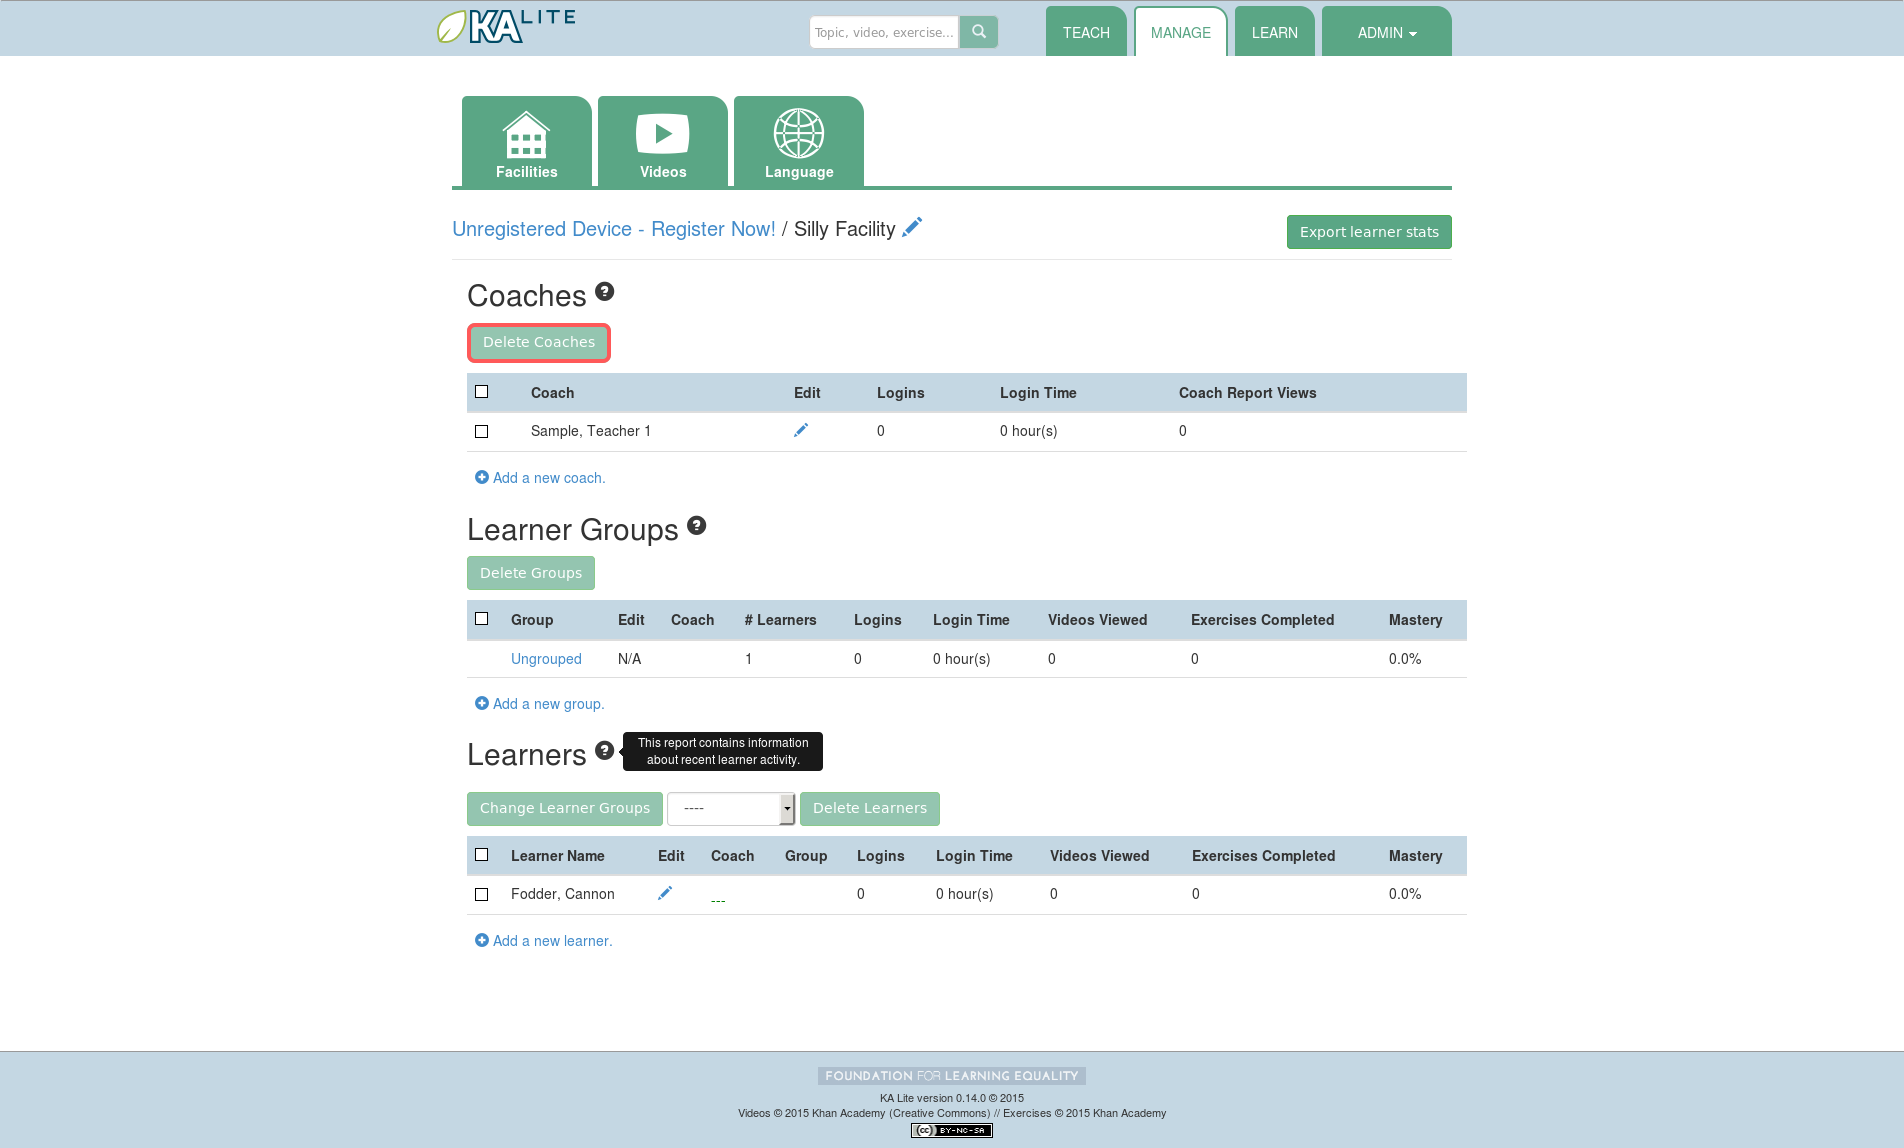 KA LITE
Topic, video, exercise...
TEACH
MANAGE
LEARN
ADMIN
Facilities
Videos
Language
Unregistered Device - Register Now! / Silly Facility
Export learner stats
Coaches ?
Delete Coaches
Coach Edit Logins Login Time Coach Report Views
Sample, Teacher 1 0 0 hour(s) 0
Add a new coach.
Learner Groups ?
Delete Groups
Group Edit Coach # Learners Logins Login Time Videos Viewed Exercises Completed Mastery
Ungrouped N/A 1 0 0 hour(s) 0 0 0.0%
Add a new group.
Learners ?
This report contains information
about recent learner activity.
Change Learner Groups ---- Delete Learners
Learner Name Edit Coach Group Logins Login Time Videos Viewed Exercises Completed Mastery
Fodder, Cannon --- 0 0 hour(s) 0 0 0.0%
Add a new learner.
FOUNDATION FOR LEARNING EQUALITY
KA Lite version 0.14.0 © 2015
Videos © 2015 Khan Academy (Creative Commons) // Exercises © 2015 Khan Academy
cc BY-NC-SA